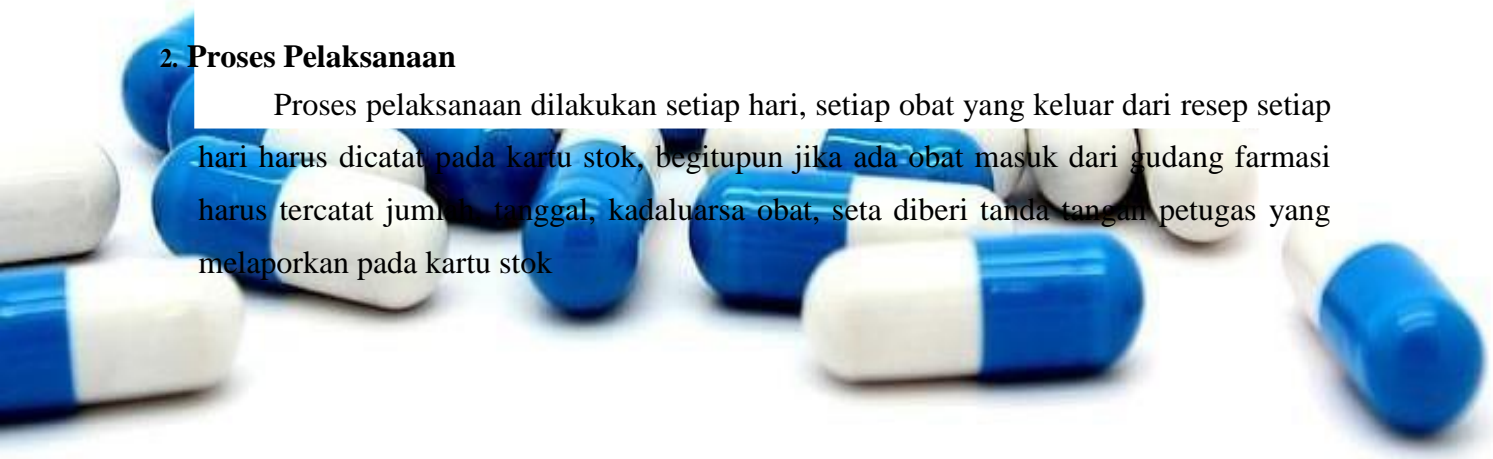 2. Proses Pelaksanaan
Proses pelaksanaan dilakukan setiap hari, setiap obat yang keluar dari resep setiap
hari harus dicatat pada kartu stok, begitupun jika ada obat masuk dari gudang farmasi
harus tercatat jumlah, tanggal, kadaluarsa obat, seta diberi tanda tangan petugas yang
melaporkan pada kartu stok